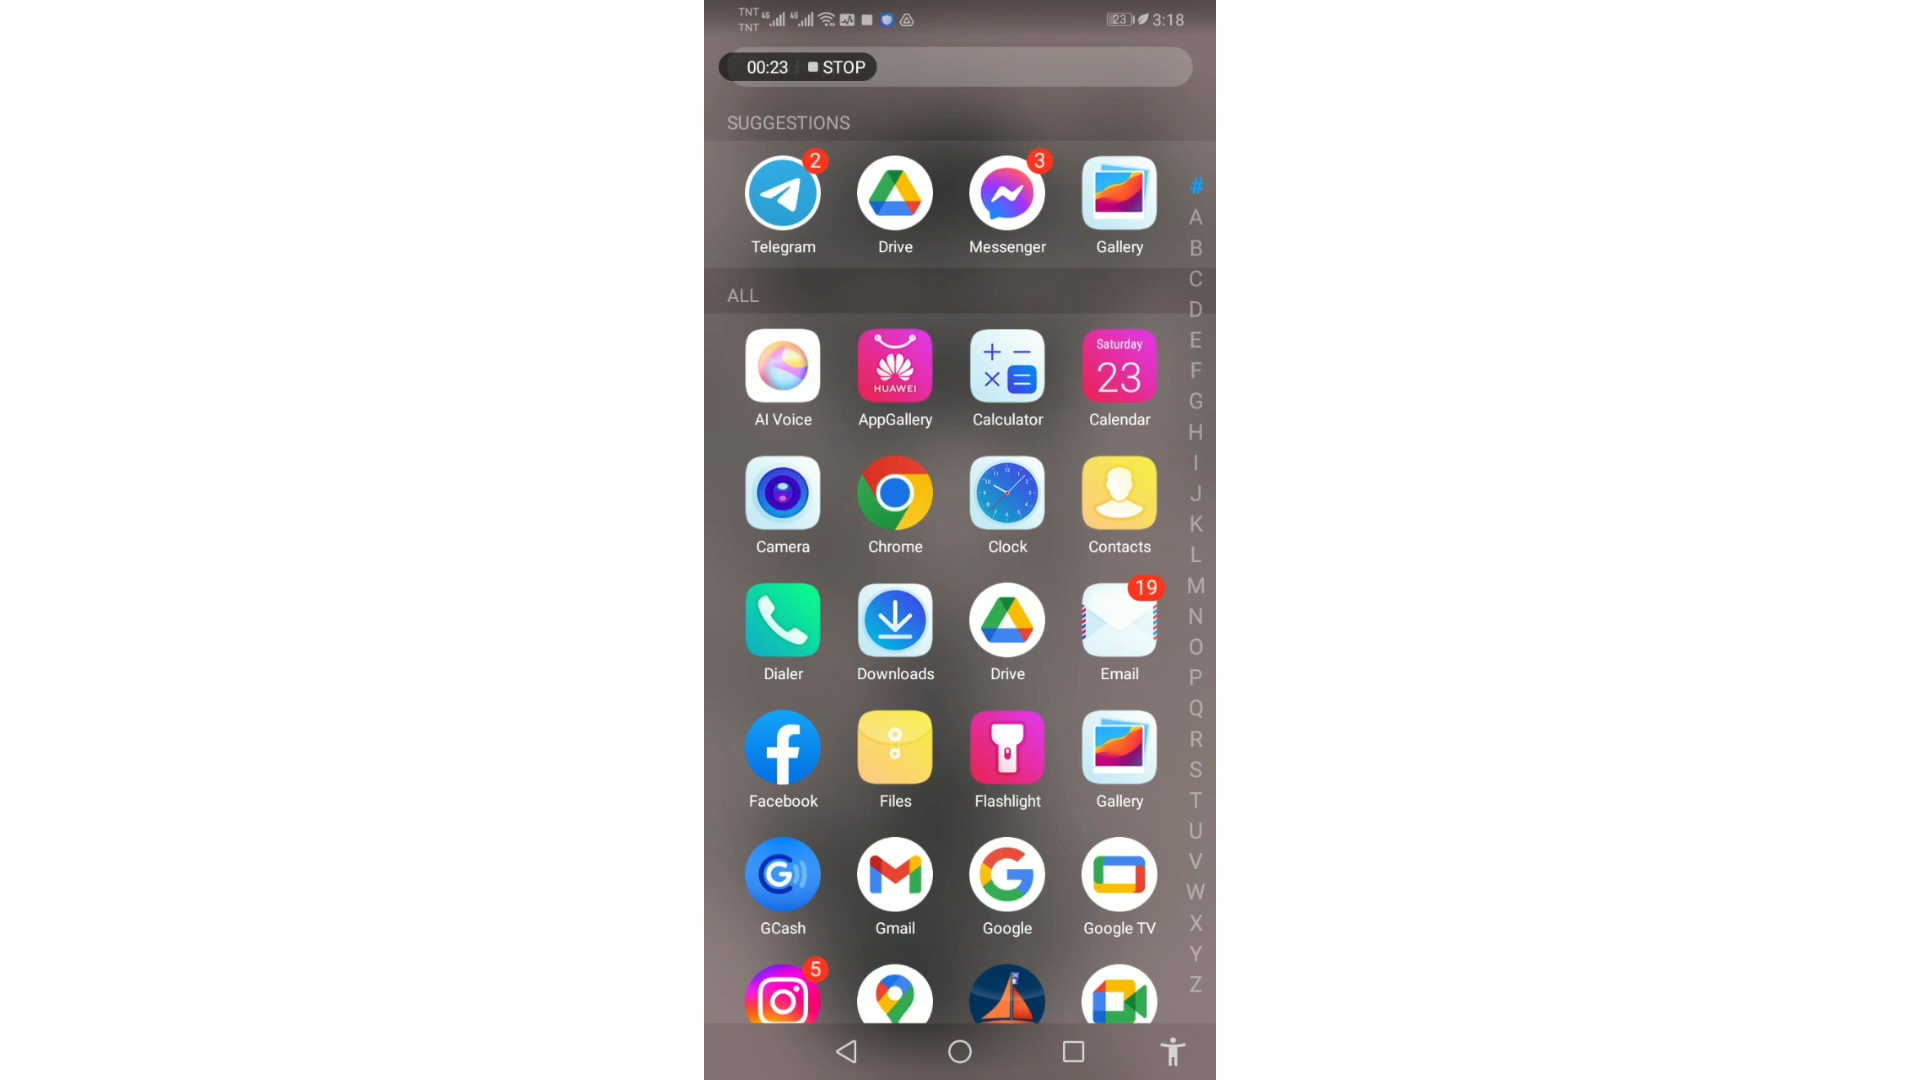 TNT 4G 4G 23 3:18
TNT
00:23 STOP
SUGGESTIONS
2 3
Telegram Drive Messenger Gallery
ALL
Saturday
23
HUAWEI
AI Voice AppGallery Calculator Calendar
Camera Chrome Clock Contacts
19
Dialer Downloads Drive Email
Facebook Files Flashlight Gallery
GCash Gmail Google Google TV
5
#
A
B
C
D
E
F
G
H
I
J
K
L
M
N
O
P
Q
R
S
T
U
V
W
X
Y
Z